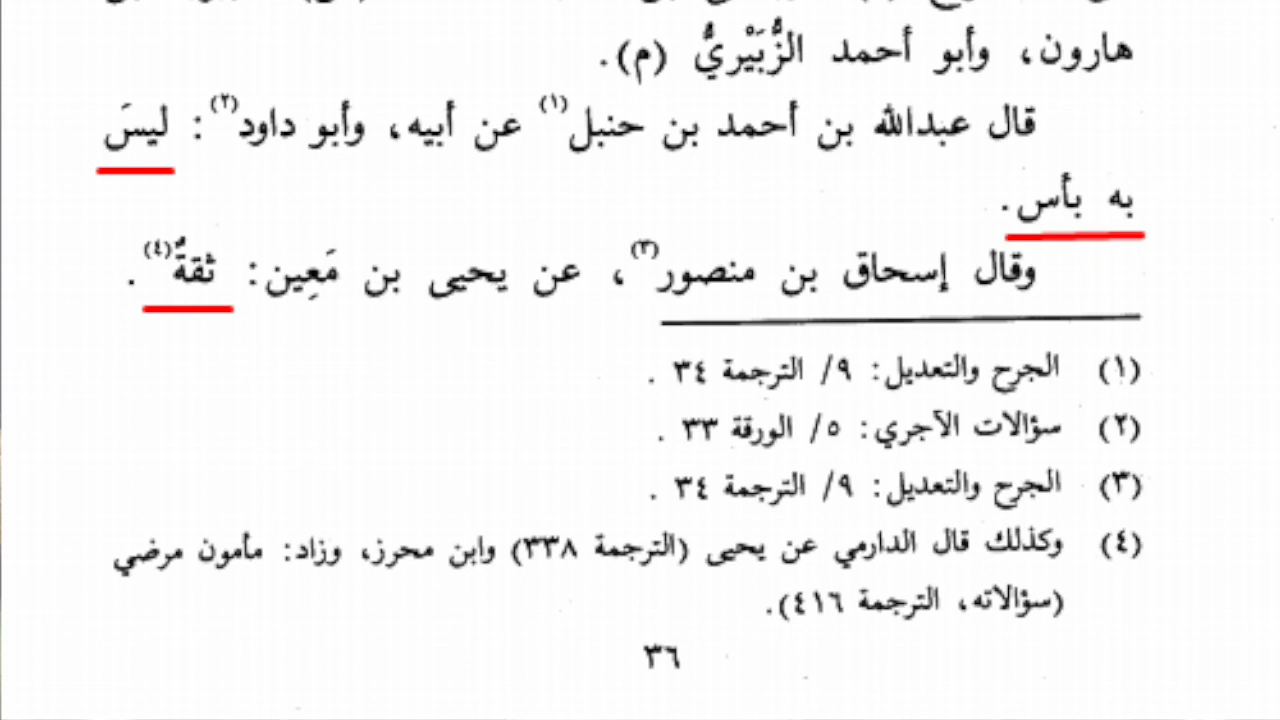 هارون، وأبو أحمد الزُّبَيْريُّ (م).
قال عبدالله بن أحمد بن حنبل(١) عن أبيه، وأبو داود(٢): ليسَ
به بأس.
وقال إسحاق بن منصور(٣)، عن يحيى بن مَعِين: ثقةٌ(٤).
(١) الجرح والتعديل: ٩/ الترجمة ٣٤ .
(٢) سؤالات الآجري: ٥/ الورقة ٣٣ .
(٣) الجرح والتعديل: ٩/ الترجمة ٣٤ .
(٤) وكذلك قال الدارمي عن يحيى (الترجمة ٣٣٨) وابن محرز، وزاد: مأمون مرضي
(سؤالاته، الترجمة ٤١٦).
٣٦